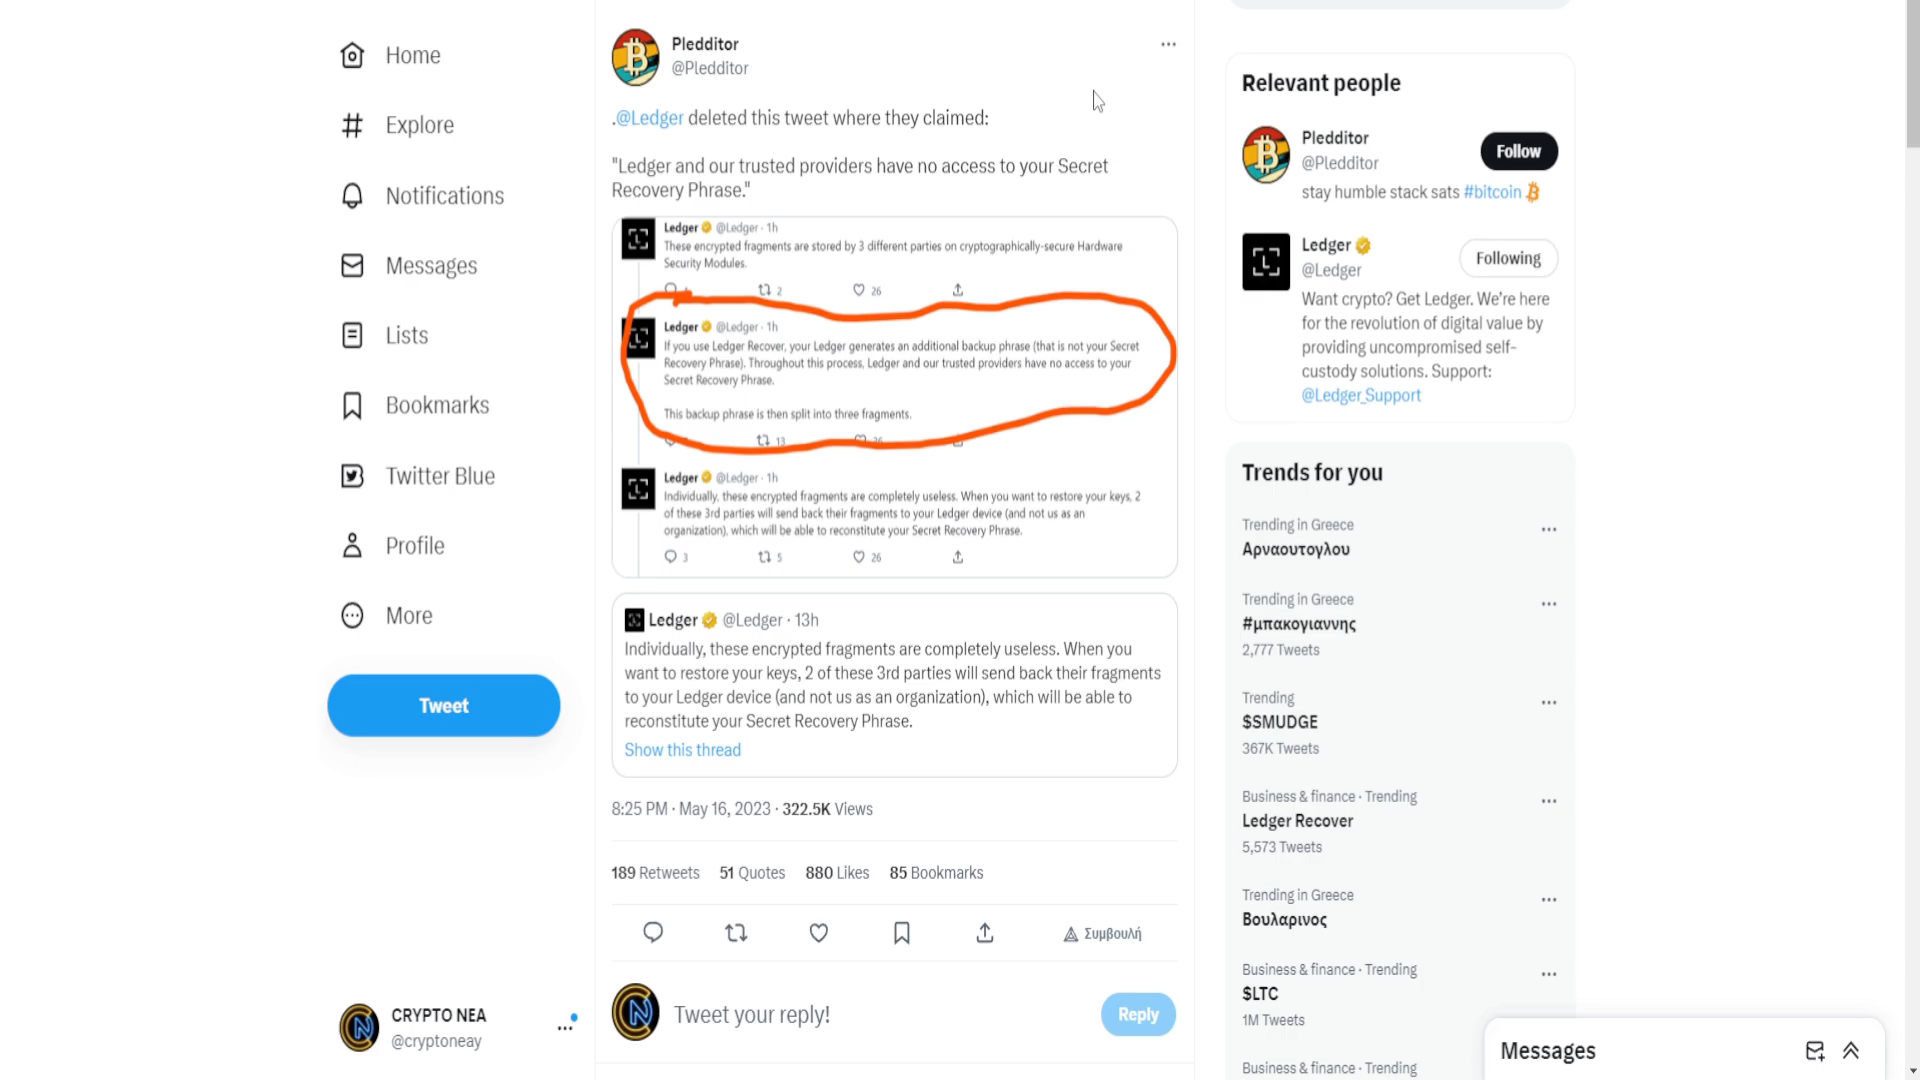 Home
Explore
Notifications
Messages
Lists
Bookmarks
Twitter Blue
Profile
More
Tweet
CRYPTO NEA
@cryptoneay
Pledditor
@Pledditor
.@Ledger deleted this tweet where they claimed:
"Ledger and our trusted providers have no access to your Secret
Recovery Phrase."
Ledger @Ledger · 1h
These encrypted fragments are stored by 3 different parties on cryptographically-secure Hardware
Security Modules.
2 26
Ledger @Ledger · 1h
If you use Ledger Recover, your Ledger generates an additional backup phrase (that is not your Secret
Recovery Phrase). Throughout this process, Ledger and our trusted providers have no access to your
Secret Recovery Phrase.
This backup phrase is then split into three fragments.
13
Ledger @Ledger · 1h
Individually, these encrypted fragments are completely useless. When you want to restore your keys, 2
of these 3rd parties will send back their fragments to your Ledger device (and not us as an
organization), which will be able to reconstitute your Secret Recovery Phrase.
3 5 26
Ledger @Ledger · 13h
Individually, these encrypted fragments are completely useless. When you
want to restore your keys, 2 of these 3rd parties will send back their fragments
to your Ledger device (and not us as an organization), which will be able to
reconstitute your Secret Recovery Phrase.
Show this thread
8:25 PM · May 16, 2023 · 322.5K Views
189 Retweets 51 Quotes 880 Likes 85 Bookmarks
Συμβουλή
Tweet your reply!
Reply
Relevant people
Pledditor
@Pledditor
Follow
stay humble stack sats #bitcoin
Ledger
@Ledger
Following
Want crypto? Get Ledger. We're here
for the revolution of digital value by
providing uncompromised self-
custody solutions. Support:
@Ledger_Support
Trends for you
Trending in Greece
Αρναουτογλου
Trending in Greece
#μπακογιαννης
2,777 Tweets
Trending
$SMUDGE
367K Tweets
Business & finance · Trending
Ledger Recover
5,573 Tweets
Trending in Greece
Βουλαρινος
Business & finance · Trending
$LTC
1M Tweets
Business & finance · Trending
Messages